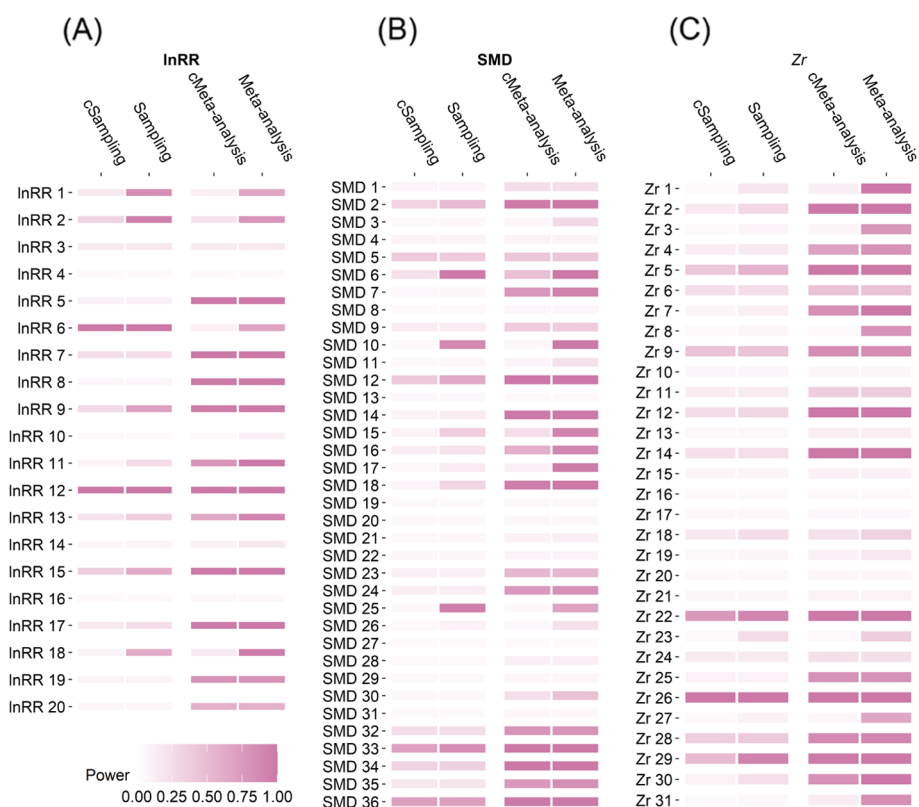 (A)
lnRR
cSampling
Sampling
cMeta-analysis
Meta-analysis
lnRR 1
lnRR 2
lnRR 3
lnRR 4
lnRR 5
lnRR 6
lnRR 7
lnRR 8
lnRR 9
lnRR 10
lnRR 11
lnRR 12
lnRR 13
lnRR 14
lnRR 15
lnRR 16
lnRR 17
lnRR 18
lnRR 19
lnRR 20
Power
0.00 0.25 0.50 0.75 1.00
(B)
SMD
cSampling
Sampling
cMeta-analysis
Meta-analysis
SMD 1
SMD 2
SMD 3
SMD 4
SMD 5
SMD 6
SMD 7
SMD 8
SMD 9
SMD 10
SMD 11
SMD 12
SMD 13
SMD 14
SMD 15
SMD 16
SMD 17
SMD 18
SMD 19
SMD 20
SMD 21
SMD 22
SMD 23
SMD 24
SMD 25
SMD 26
SMD 27
SMD 28
SMD 29
SMD 30
SMD 31
SMD 32
SMD 33
SMD 34
SMD 35
SMD 36
(C)
Zr
cSampling
Sampling
cMeta-analysis
Meta-analysis
Zr 1
Zr 2
Zr 3
Zr 4
Zr 5
Zr 6
Zr 7
Zr 8
Zr 9
Zr 10
Zr 11
Zr 12
Zr 13
Zr 14
Zr 15
Zr 16
Zr 17
Zr 18
Zr 19
Zr 20
Zr 21
Zr 22
Zr 23
Zr 24
Zr 25
Zr 26
Zr 27
Zr 28
Zr 29
Zr 30
Zr 31